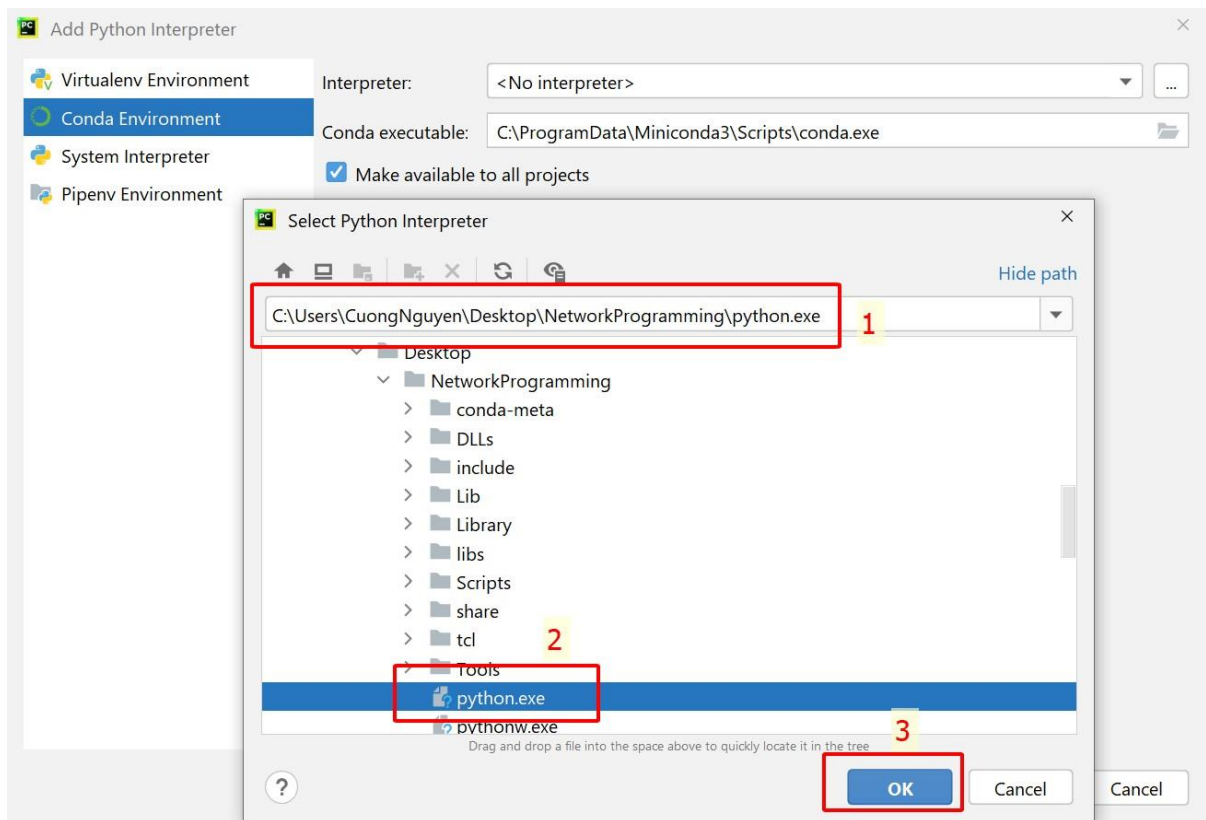 Add Python Interpreter
Virtualenv Environment
Conda Environment
System Interpreter
Pipenv Environment
Interpreter: <No interpreter> ...
Conda executable: C:\ProgramData\Miniconda3\Scripts\conda.exe
Make available to all projects
Select Python Interpreter
Hide path
C:\Users\CuongNguyen\Desktop\NetworkProgramming\python.exe 1
Desktop
NetworkProgramming
conda-meta
DLLs
include
Lib
Library
libs
Scripts
share
tcl 2
Tools
python.exe
pythonw.exe
Drag and drop a file into the space above to quickly locate it in the tree
3
? OK Cancel Cancel